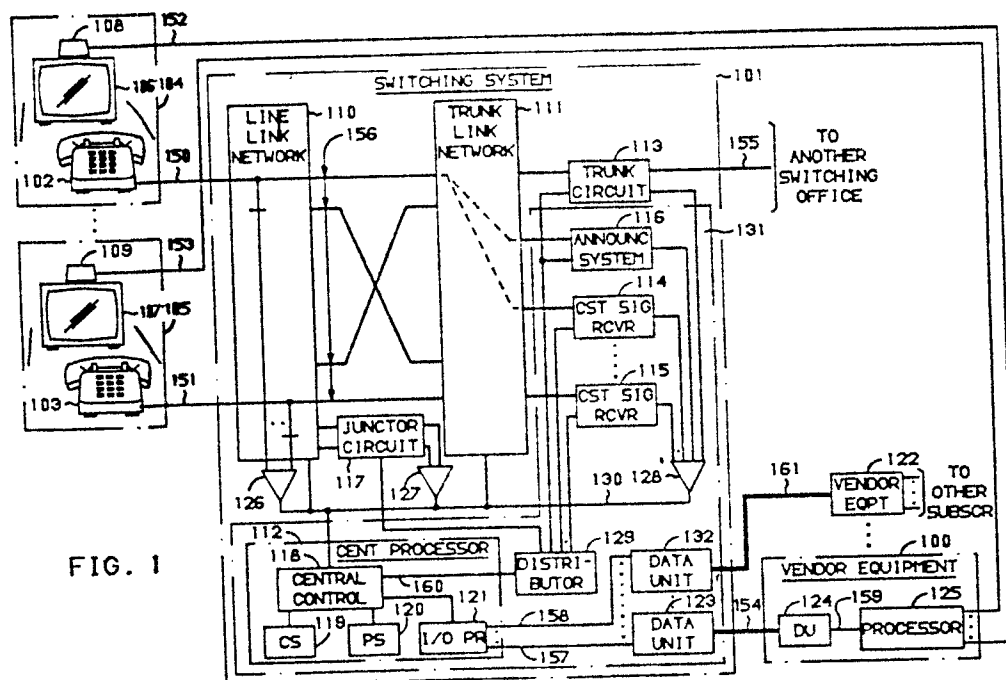 108
152
106
104
102
150
109
153
107
105
103
151
SWITCHING SYSTEM
101
LINE
LINK
NETWORK
110
156
TRUNK
LINK
NETWORK
111
113
TRUNK
CIRCUIT
155
TO
ANOTHER
SWITCHING
OFFICE
116
ANNOUNC
SYSTEM
131
114
CST SIG
RCVR
115
CST SIG
RCVR
JUNCTOR
CIRCUIT
117
126
127
128
130
161
122
VENDOR
EQPT
TO
OTHER
SUBSCR
FIG. 1
112
118
CENT PROCESSOR
CENTRAL
CONTROL
160
129
DISTRI-
BUTOR
132
DATA
UNIT
119
CS
120
PS
121
I/O PR
158
157
123
DATA
UNIT
154
100
VENDOR EQUIPMENT
124
DU
159
125
PROCESSOR